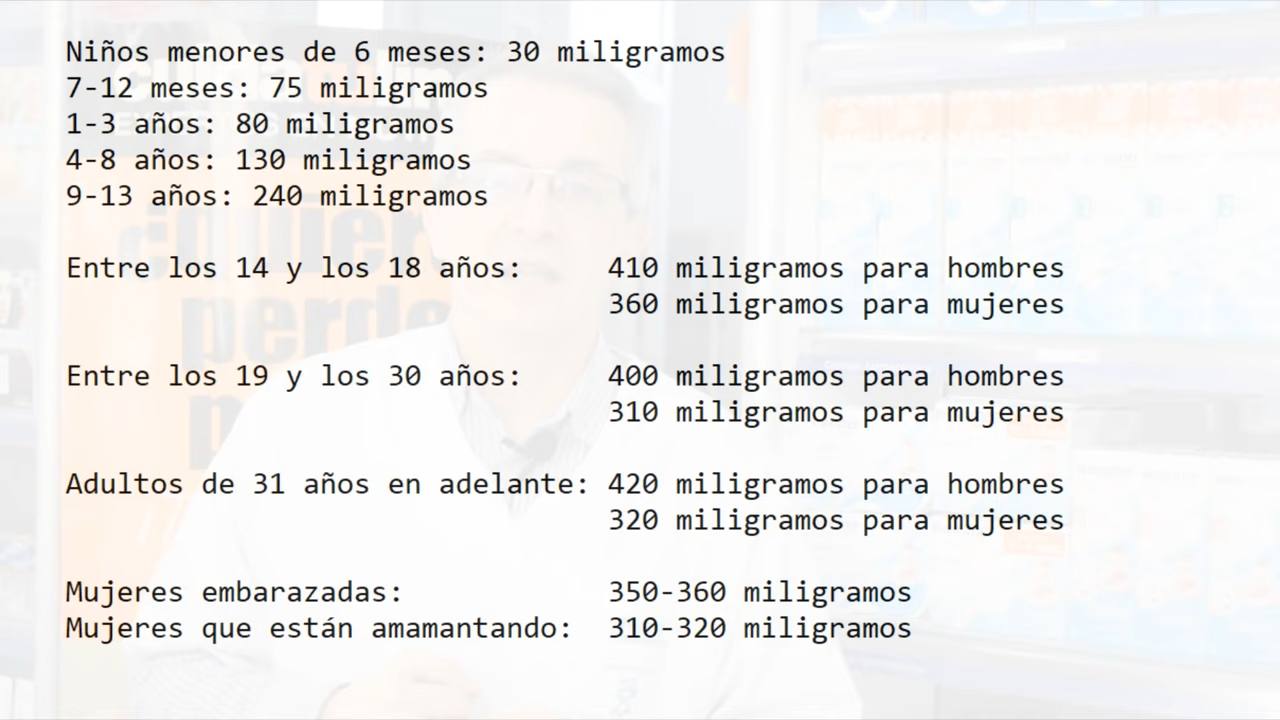 Niños menores de 6 meses: 30 miligramos
7-12 meses: 75 miligramos
1-3 años: 80 miligramos
4-8 años: 130 miligramos
9-13 años: 240 miligramos
Entre los 14 y los 18 años: 410 miligramos para hombres
360 miligramos para mujeres
Entre los 19 y los 30 años: 400 miligramos para hombres
310 miligramos para mujeres
Adultos de 31 años en adelante: 420 miligramos para hombres
320 miligramos para mujeres
Mujeres embarazadas: 350-360 miligramos
Mujeres que están amamantando: 310-320 miligramos